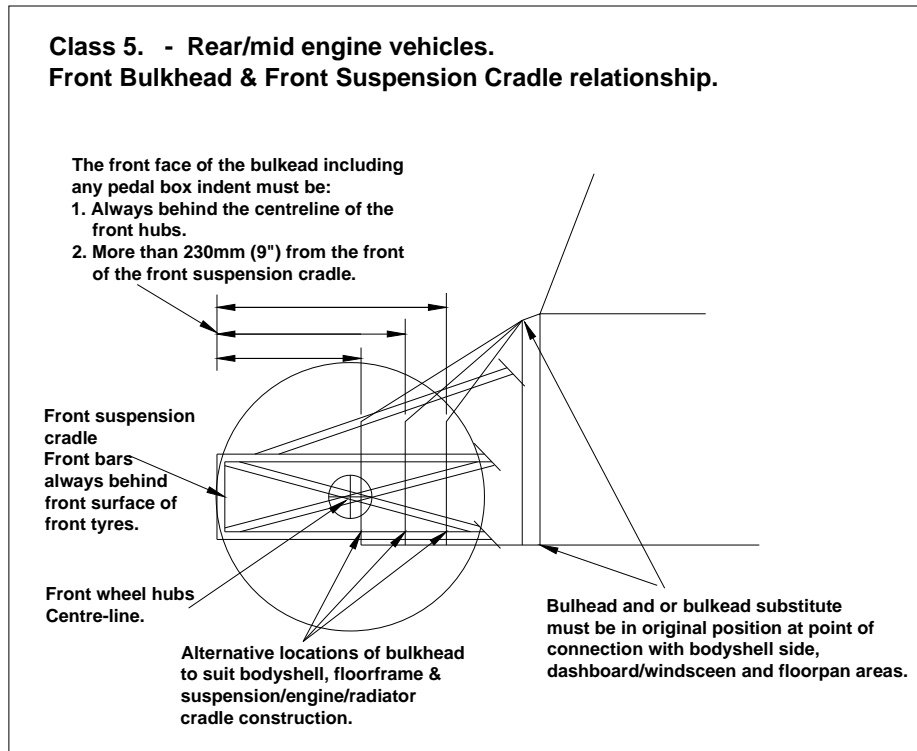 Class 5.   - Rear/mid engine vehicles.
Front Bulkhead & Front Suspension Cradle relationship.
The front face of the bulkead including
any pedal box indent must be:
1. Always behind the centreline of the
front hubs.
2. More than 230mm (9") from the front
of the front suspension cradle.
Front suspension
cradle
Front bars
always behind
front surface of
front tyres.
Front wheel hubs
Centre-line.
Alternative locations of bulkhead
to suit bodyshell, floorframe &
suspension/engine/radiator
cradle construction.
Bulhead and or bulkead substitute
must be in original position at point of
connection with bodyshell side,
dashboard/windsceen and floorpan areas.